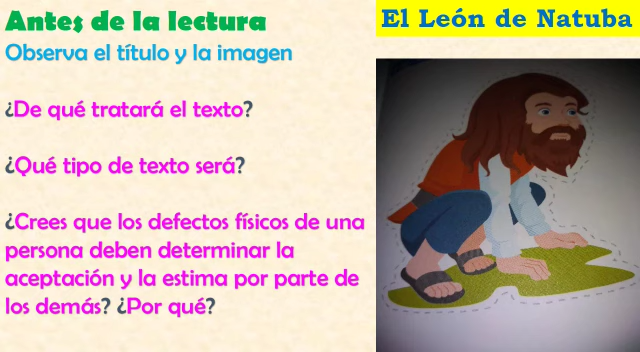 Antes de la lectura
El León de Natuba
Observa el título y la imagen
¿De qué tratará el texto?
¿Qué tipo de texto será?
¿Crees que los defectos físicos de una
persona deben determinar la
aceptación y la estima por parte de
los demás? ¿Por qué?